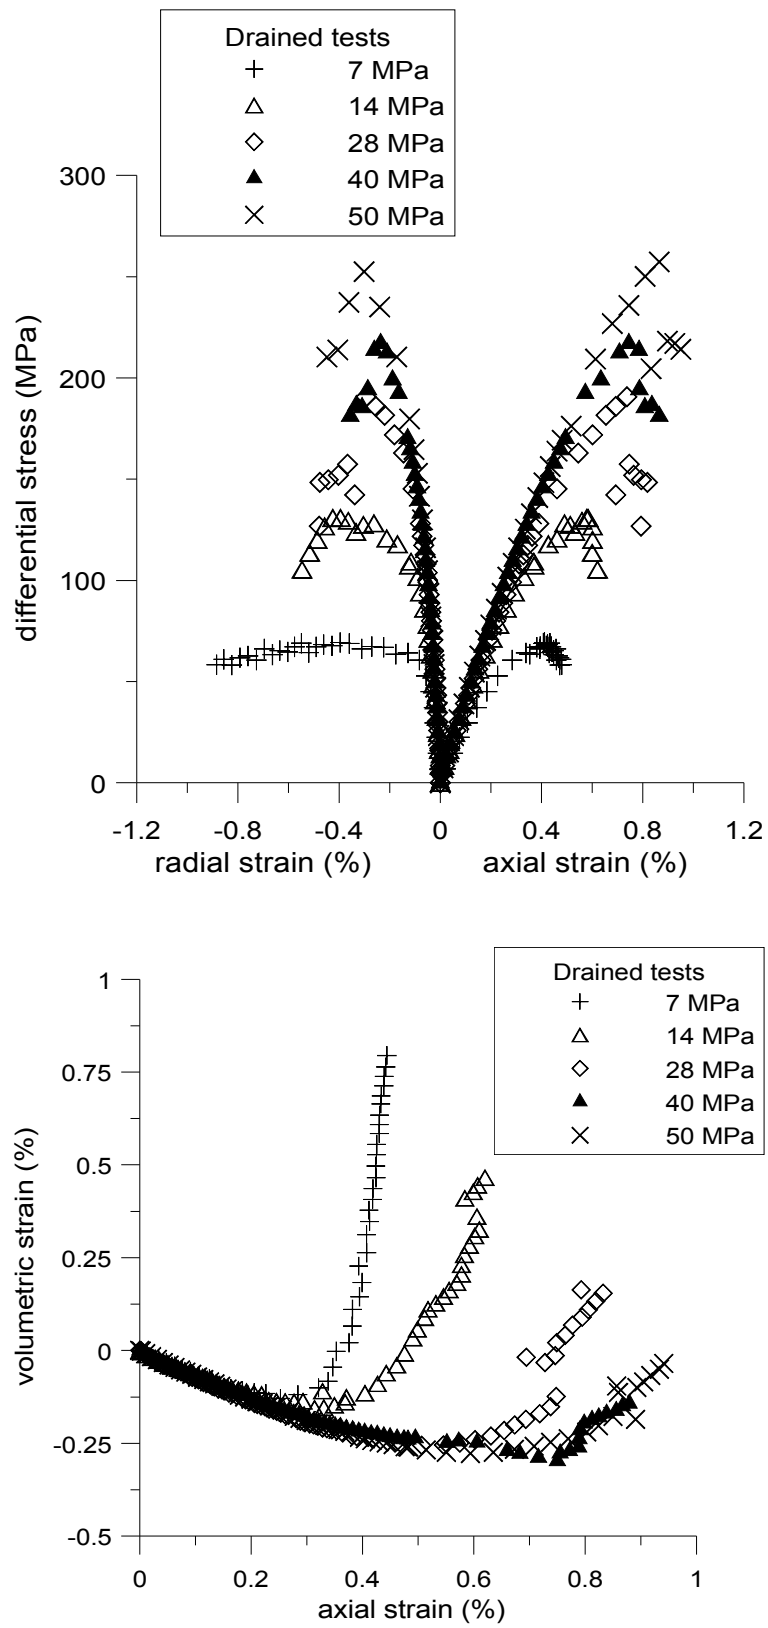 Drained tests
7 MPa
14 MPa
28 MPa
40 MPa
50 MPa
300
200
100
0
differential stress (MPa)
-1.2 -0.8 -0.4 0 0.4 0.8 1.2
radial strain (%) axial strain (%)
Drained tests
7 MPa
14 MPa
28 MPa
40 MPa
50 MPa
1
0.75
0.5
0.25
0
-0.25
-0.5
volumetric strain (%)
0 0.2 0.4 0.6 0.8 1
axial strain (%)